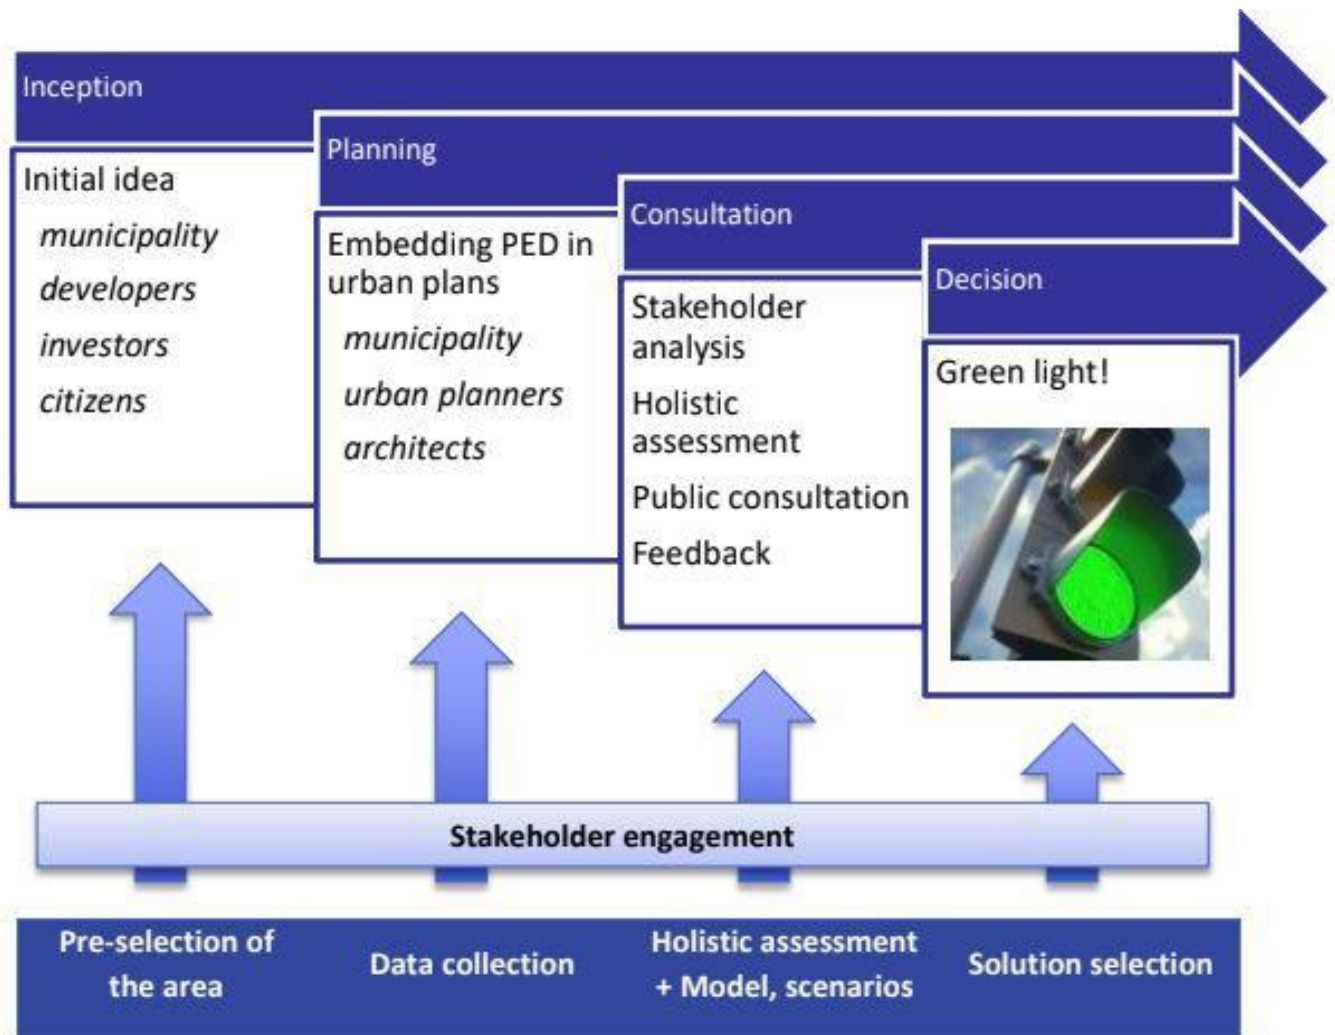 Inception
Initial idea
municipality
developers
investors
citizens
Planning
Embedding PED in
urban plans
municipality
urban planners
architects
Consultation
Stakeholder
analysis
Holistic
assessment
Public consultation
Feedback
Decision
Green light!
Stakeholder engagement
Pre-selection of
the area
Data collection
Holistic assessment
+ Model, scenarios
Solution selection